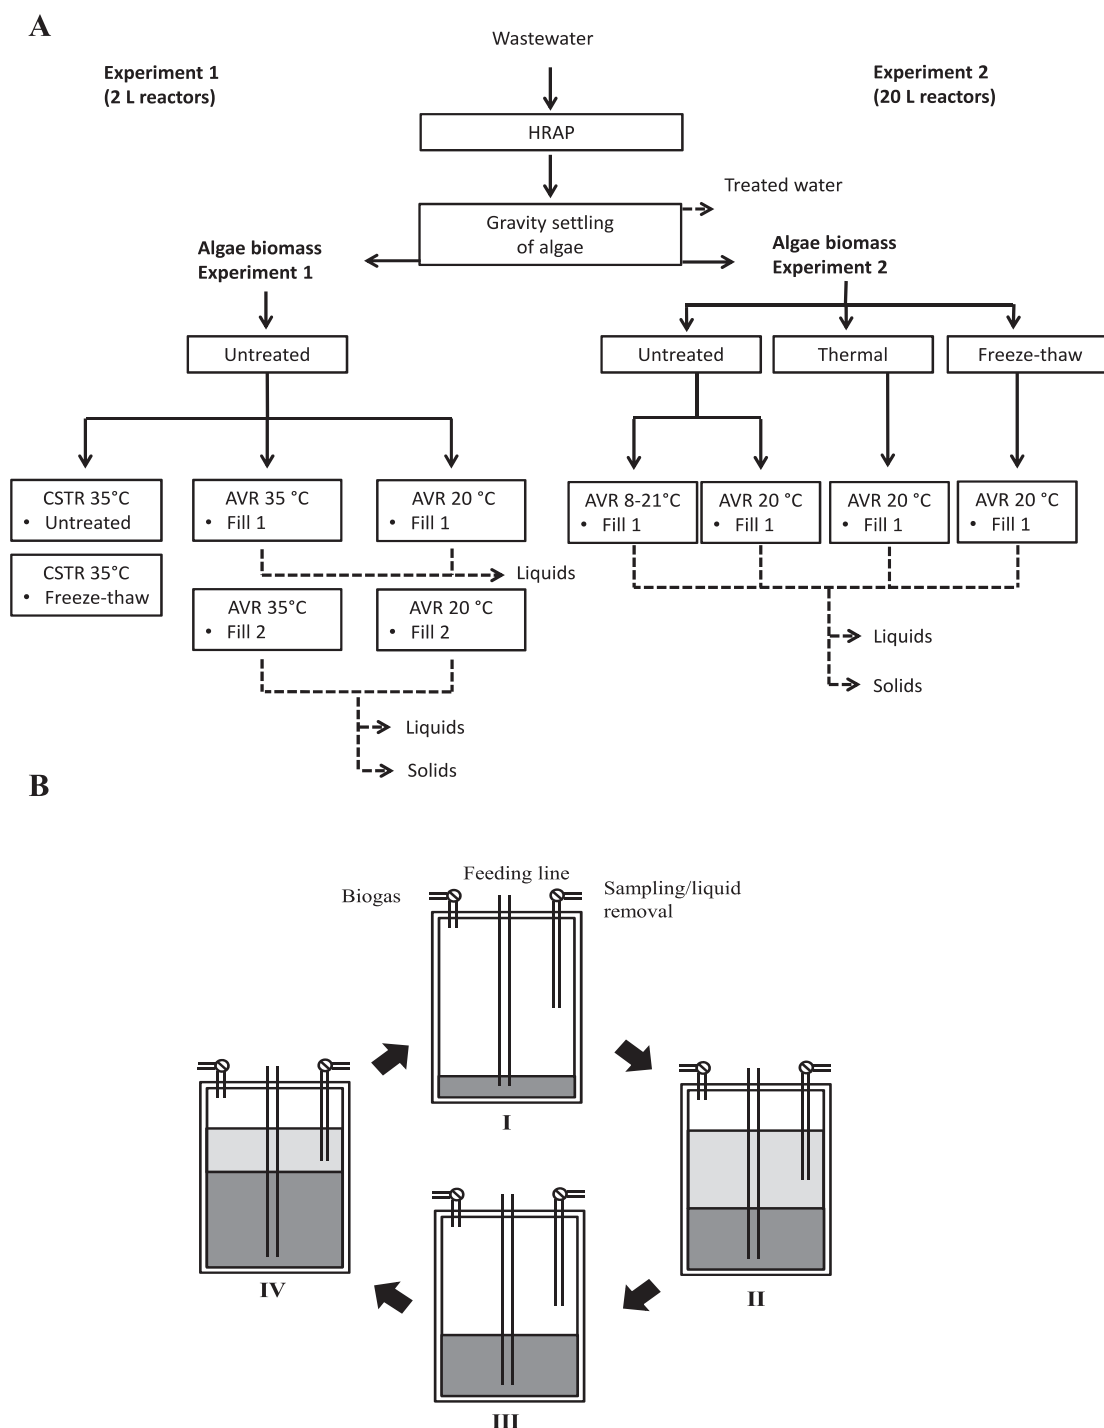 A
Wastewater
Experiment 1
(2 L reactors)
Experiment 2
(20 L reactors)
HRAP
Treated water
Gravity settling
of algae
Algae biomass
Experiment 1
Algae biomass
Experiment 2
Untreated
Untreated
Thermal
Freeze-thaw
CSTR 35°C
• Untreated
AVR 35 °C
• Fill 1
AVR 20 °C
• Fill 1
AVR 8-21°C
• Fill 1
AVR 20 °C
• Fill 1
AVR 20 °C
• Fill 1
AVR 20 °C
• Fill 1
Liquids
CSTR 35°C
• Freeze-thaw
AVR 35°C
• Fill 2
AVR 20 °C
• Fill 2
Liquids
Solids
Liquids
Solids
B
Biogas
Feeding line
Sampling/liquid
removal
I
II
III
IV